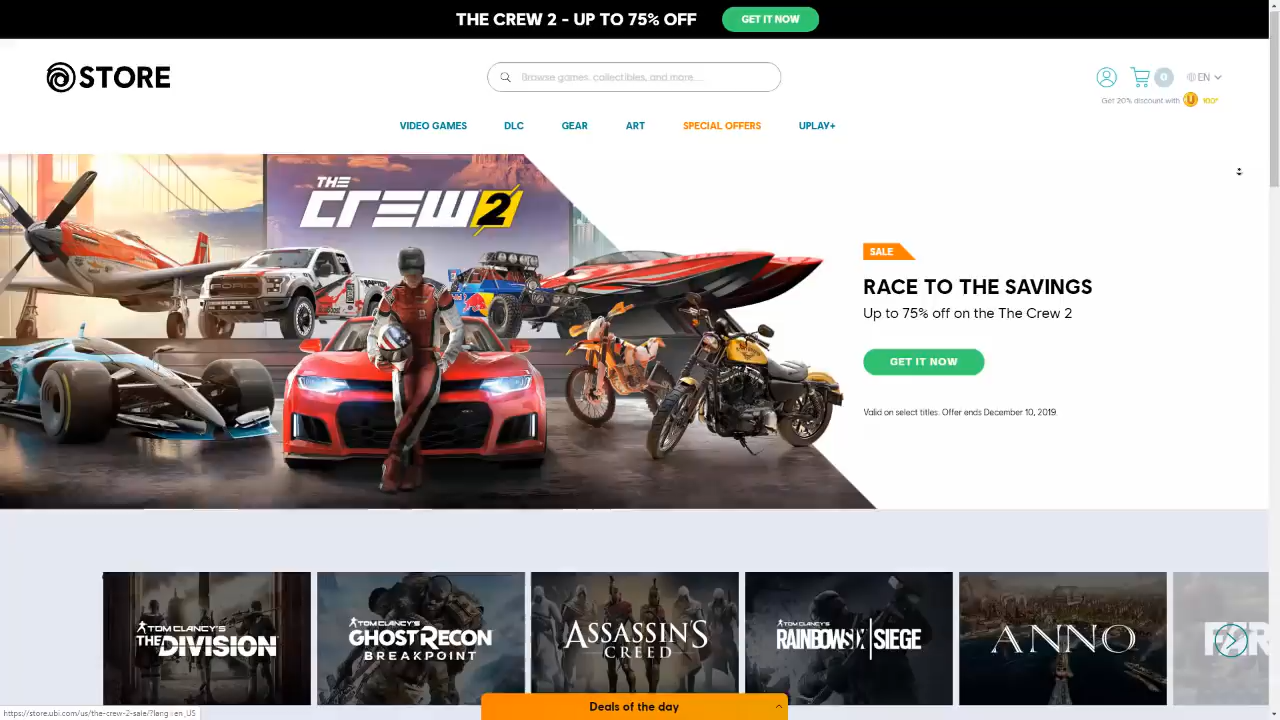 THE CREW 2 - UP TO 75% OFF
GET IT NOW
STORE
Browse games, collectibles, and more....
0
EN
Get 20% discount with
100*
VIDEO GAMES
DLC
GEAR
ART
SPECIAL OFFERS
UPLAY+
THE
CREW 2
SALE
RACE TO THE SAVINGS
Up to 75% off on the The Crew 2
GET IT NOW
Valid on select titles. Offer ends December 10, 2019.
TOM CLANCY'S
THE DIVISION
TOM CLANCY'S
GHOST RECON
BREAKPOINT
ASSASSIN'S
CREED
TOM CLANCY'S
RAINBOW SIX | SIEGE
ANNO
FOR
Deals of the day
https://store.ubi.com/us/the-crew-2-sale/?lang=en_US